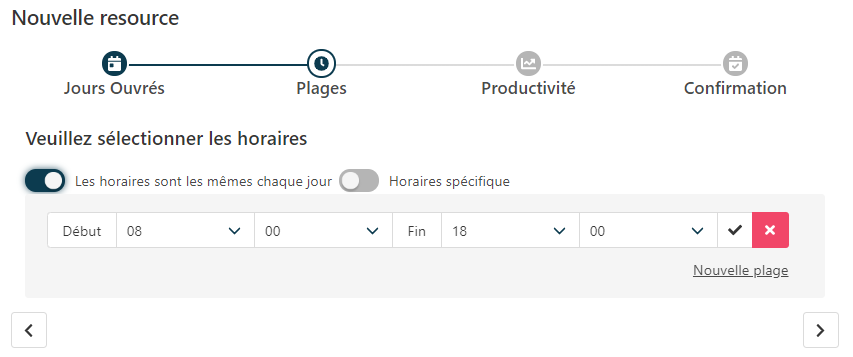 Nouvelle resource
Jours Ouvrés Plages Productivité Confirmation
Veuillez sélectionner les horaires
Les horaires sont les mêmes chaque jour Horaires spécifique
Début 08 00 Fin 18 00
Nouvelle plage